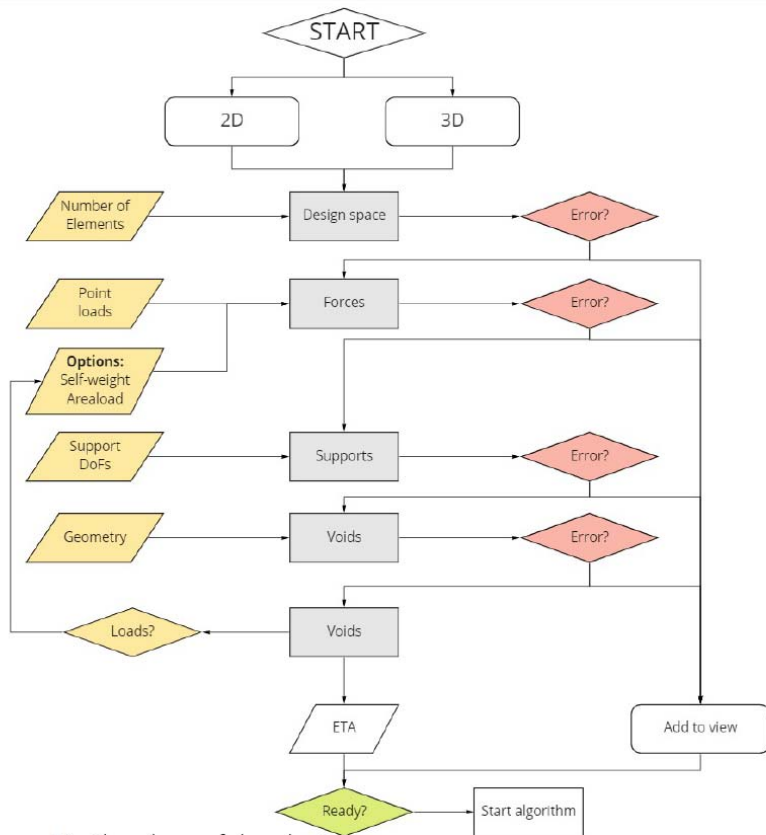 START
2D
3D
Number of
Elements
Design space
Error?
Point
loads
Forces
Error?
Options:
Self-weight
Areaload
Support
DoFs
Supports
Error?
Geometry
Voids
Error?
Loads?
Voids
ETA
Add to view
Ready?
Start algorithm